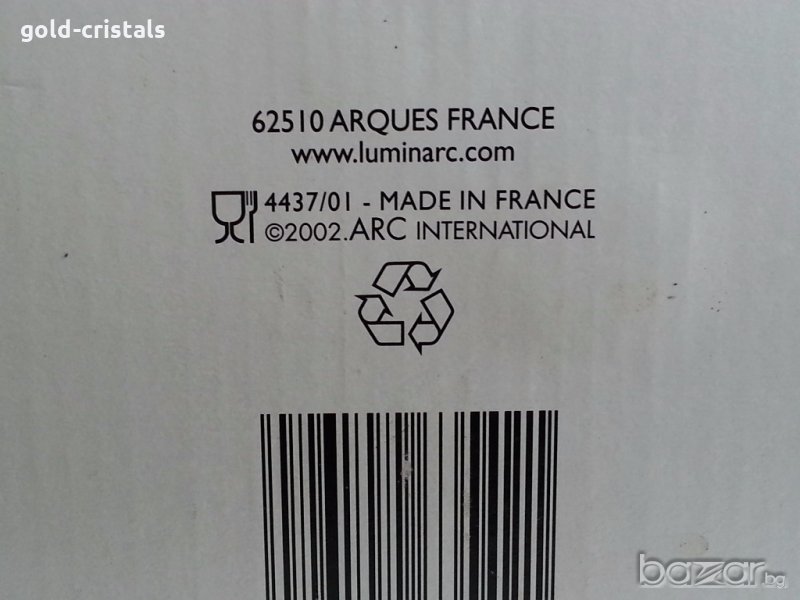 gold-cristals
62510 ARQUES FRANCE
www.luminarc.com
4437/01 - MADE IN FRANCE
©2002.ARC INTERNATIONAL
bazar.bg